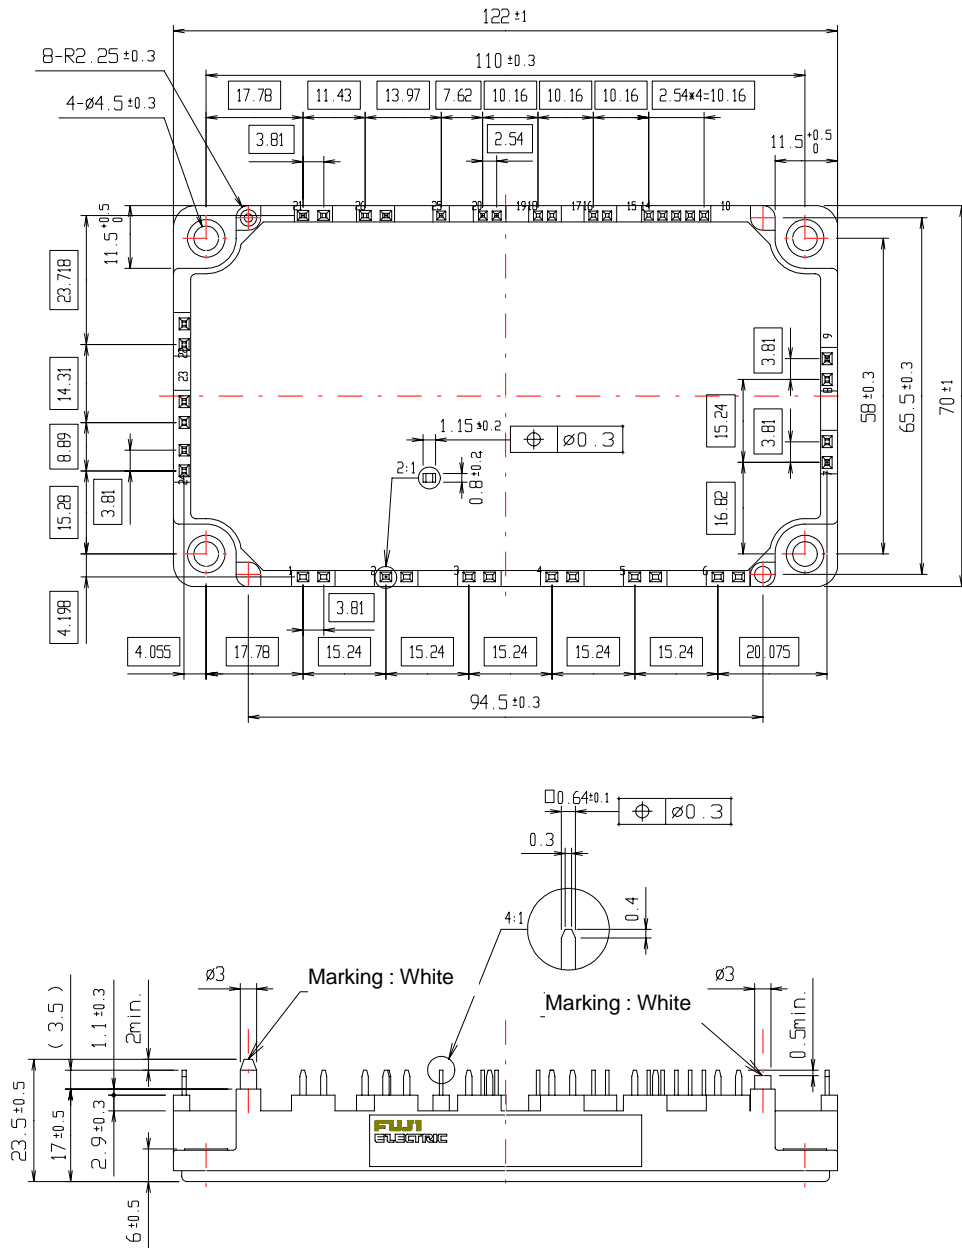 122 ±1
8-R2.25 ±0.3
110 ±0.3
17.78 11.43 13.97 7.62 10.16 10.16 10.16 2.54*4=10.16
4-ø4.5 ±0.3
3.81
2.54
11.5 +0.5 0
21 26 25 20 19 18 17 16 15 14 10
11.5 +0.5 0
23.718
14.31
8.89
15.28
3.81
4.198
22
23
24
9
8
7
3.81
15.24
3.81
16.82
58 ±0.3
65.5 ±0.3
70 ±1
1.15 ±0.2
⌖ ø0.3
2:1
0.8 ±0.2
1 2 3 4 5 6
3.81
4.055 17.78 15.24 15.24 15.24 15.24 15.24 20.075
94.5 ±0.3
□0.64 ±0.1
⌖ ø0.3
0.3
0.4
4:1
ø3
Marking : White
ø3
Marking : White
( 3.5 )
1.1 ±0.3
2min.
0.5min.
23.5 ±0.5
17 ±0.5
2.9 ±0.3
6 ±0.5
FUJI
ELECTRIC